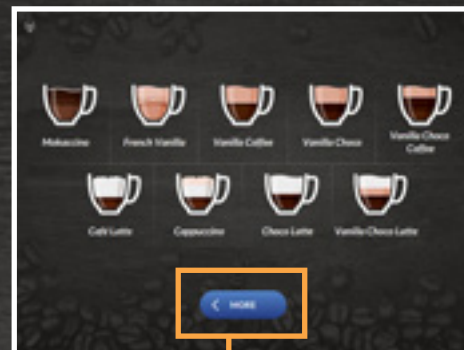 Mokaccino
French Vanilla
Vanilla Coffee
Vanilla Choco
Vanilla Choco
Coffee
Café Latte
Cappuccino
Choco Latte
Vanilla Choco Latte
MORE